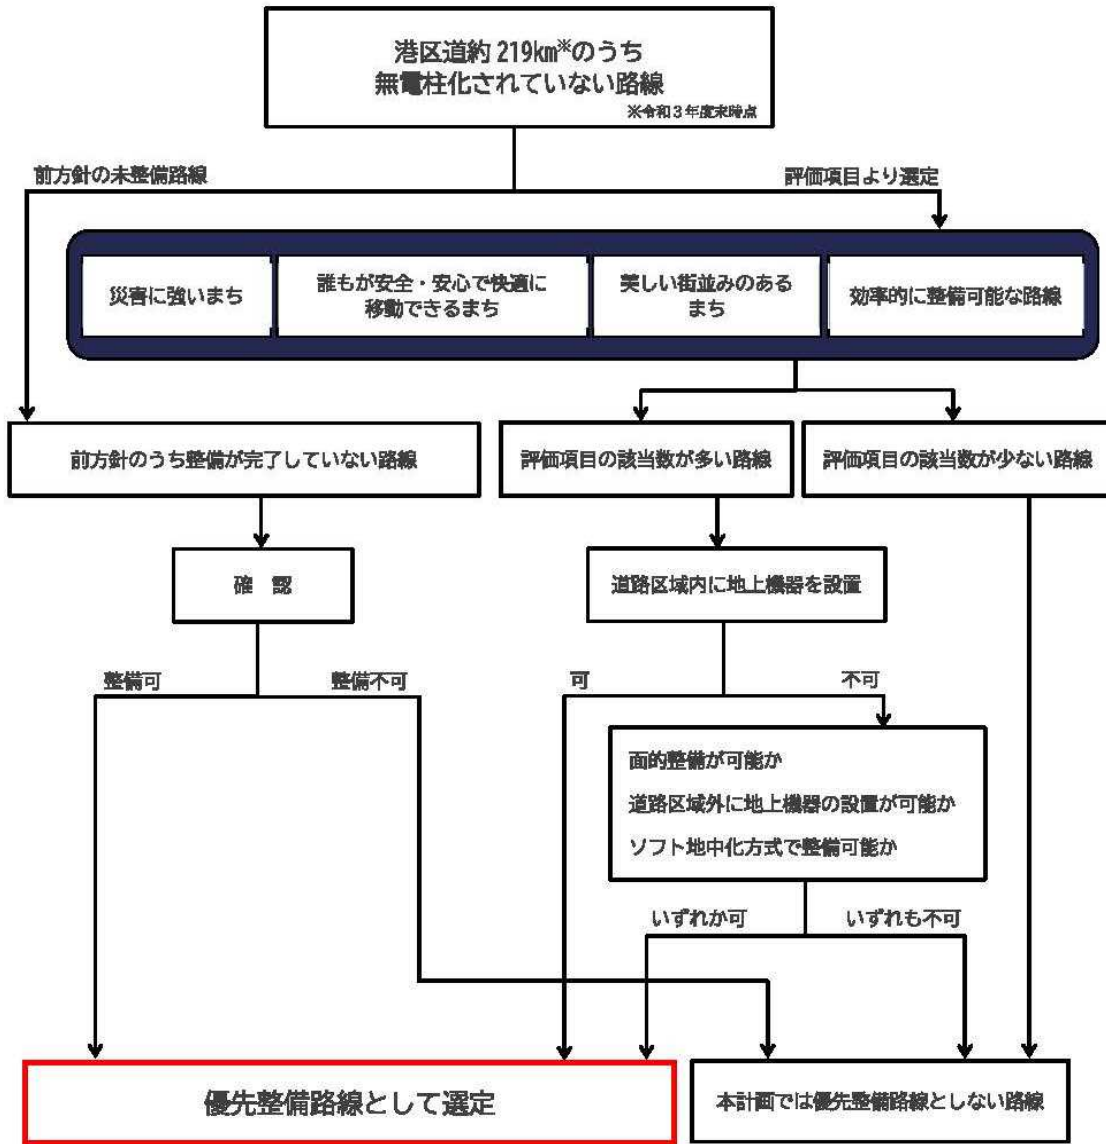 港区道約219km※のうち
無電柱化されていない路線
※令和3年度末時点
前方針の未整備路線
評価項目より選定
災害に強いまち
誰もが安全・安心で快適に
移動できるまち
美しい街並みのある
まち
効率的に整備可能な路線
前方針のうち整備が完了していない路線
評価項目の該当数が多い路線
評価項目の該当数が少ない路線
確　認
道路区域内に地上機器を設置
整備可
整備不可
可
不可
面的整備が可能か
道路区域外に地上機器の設置が可能か
ソフト地中化方式で整備可能か
いずれか可
いずれも不可
優先整備路線として選定
本計画では優先整備路線としない路線